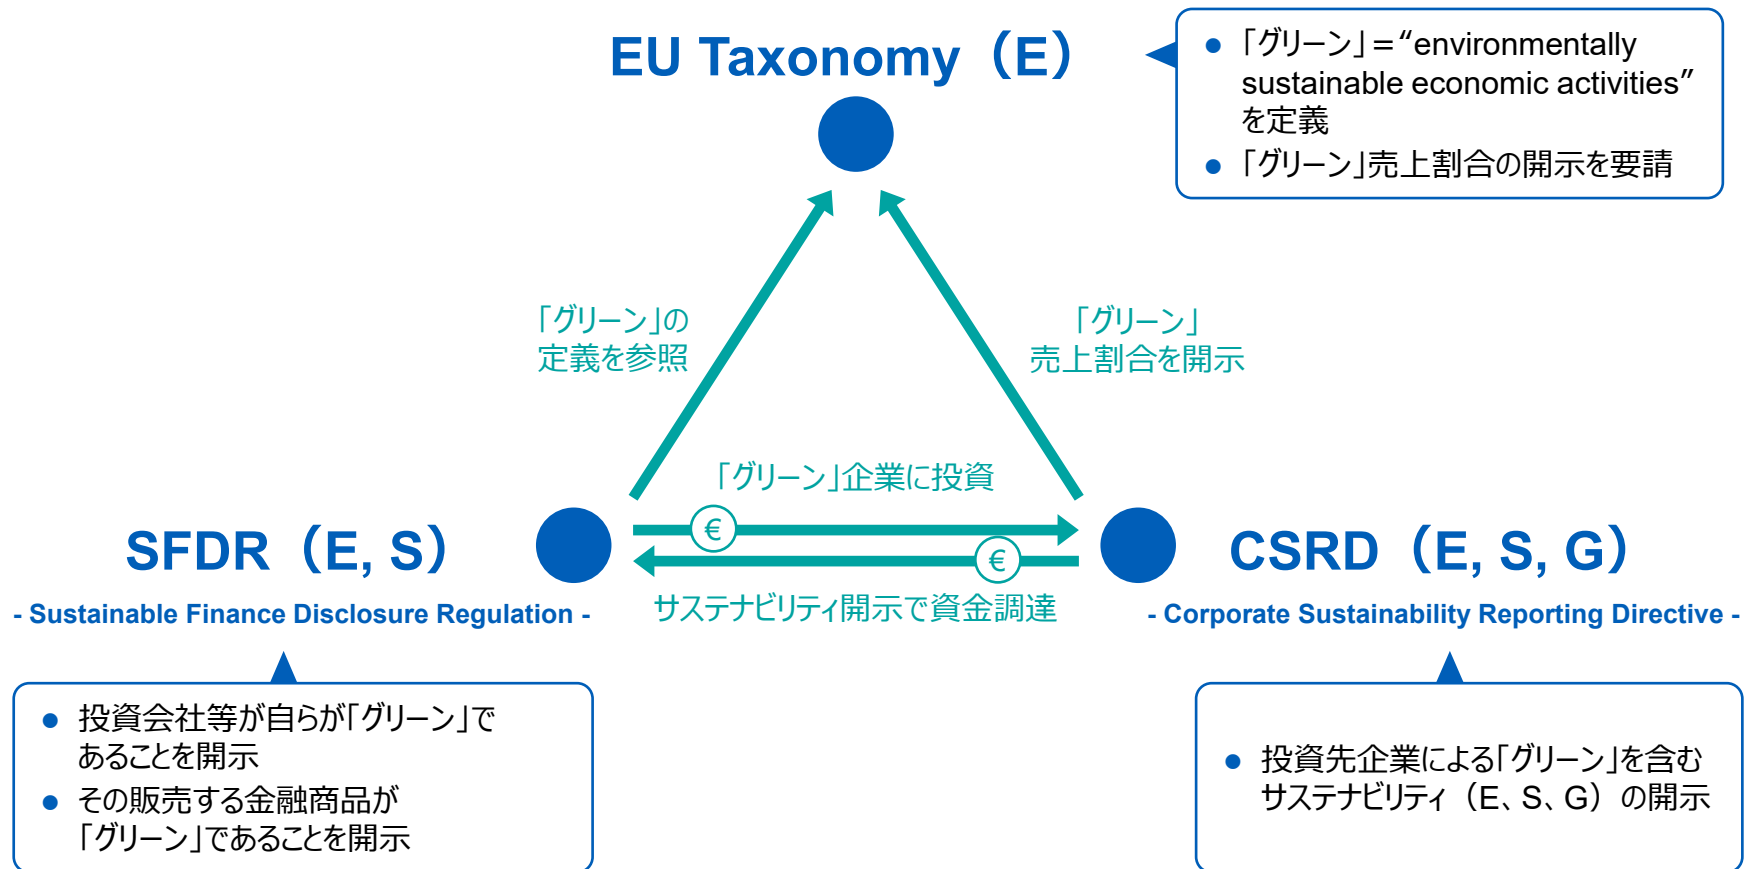 EU Taxonomy（E）
● 「グリーン」＝“environmentally
sustainable economic activities”
を定義
● 「グリーン」売上割合の開示を要請
「グリーン」の
定義を参照
「グリーン」
売上割合を開示
「グリーン」企業に投資
€
€
サステナビリティ開示で資金調達
SFDR（E, S）
- Sustainable Finance Disclosure Regulation -
CSRD（E, S, G）
- Corporate Sustainability Reporting Directive -
● 投資会社等が自らが「グリーン」で
あることを開示
● その販売する金融商品が
「グリーン」であることを開示
● 投資先企業による「グリーン」を含む
サステナビリティ（E、S、G）の開示